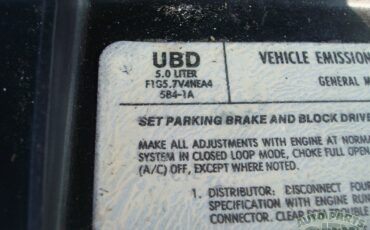 UBD
5.0 LITER
F1G5.7V4NEA4
5B4-1A
VEHICLE EMISSION
GENERAL M
SET PARKING BRAKE AND BLOCK DRIVE
MAKE ALL ADJUSTMENTS WITH ENGINE AT NORMA
SYSTEM IN CLOSED LOOP MODE, CHOKE FULL OPEN
(A/C) OFF, EXCEPT WHERE NOTED.
1. DISTRIBUTOR: DISCONNECT FOUR
SPECIFICATION WITH ENGINE RUN
CONNECTOR. CLEAR TROUBLE